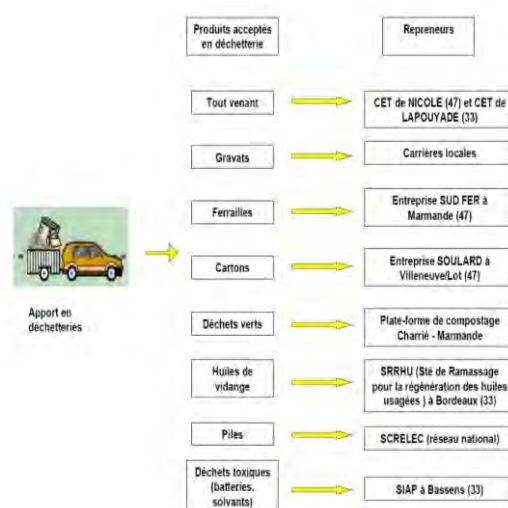 Produits acceptés
en déchetterie
Repreneurs
Tout venant
CET de NICOLE (47) et CET de
LAPOUYADE (33)
Gravats
Carrières locales
Ferrailles
Entreprise SUD FER à
Marmande (47)
Cartons
Entreprise SOULARD à
Villeneuve/Lot (47)
Apport en
déchetteries
Déchets verts
Plate-forme de compostage
Charrié - Marmande
Huiles de
vidange
SRRHU (Sté de Ramassage
pour la régénération des huiles
usagées ) à Bordeaux (33)
Piles
SCRELEC (réseau national)
Déchets toxiques
(batteries,
solvants)
SIAP à Bassens (33)